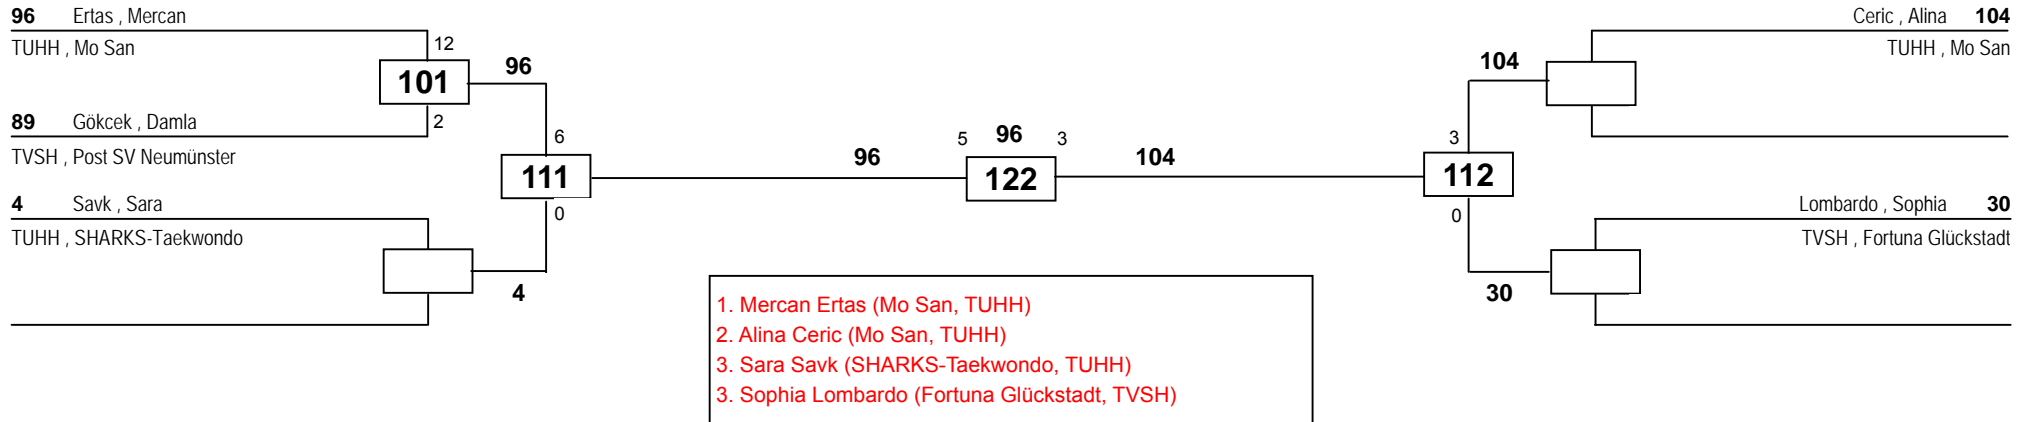 96 Ertas , Mercan
TUHH , Mo San
12
101
96
89 Gökcek , Damla
2
TVSH , Post SV Neumünster
6
111
0
4 Savk , Sara
TUHH , SHARKS-Taekwondo
4
96
5 96 3
122
104
Ceric , Alina 104
TUHH , Mo San
104
3
112
0
Lombardo , Sophia 30
TVSH , Fortuna Glückstadt
30
1. Mercan Ertas (Mo San, TUHH)
2. Alina Ceric (Mo San, TUHH)
3. Sara Savk (SHARKS-Taekwondo, TUHH)
3. Sophia Lombardo (Fortuna Glückstadt, TVSH)